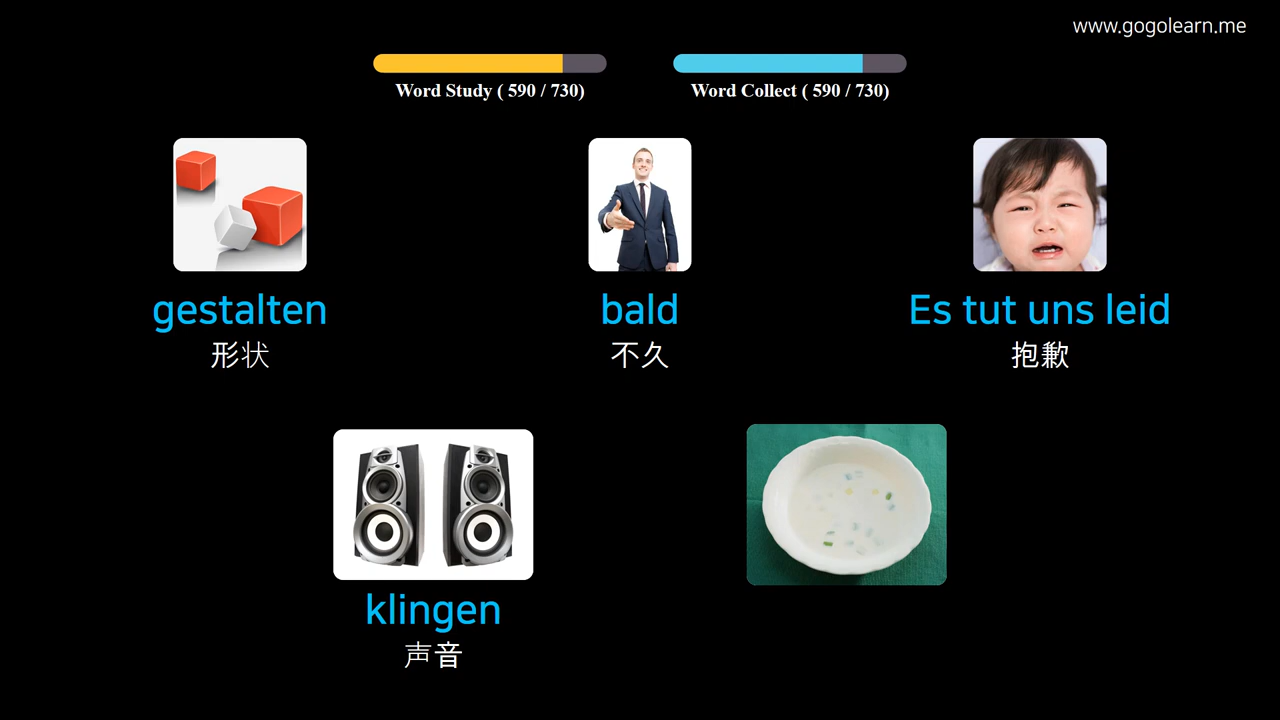 www.gogolearn.me
Word Study ( 590 / 730)
Word Collect ( 590 / 730)
gestalten
形状
bald
不久
Es tut uns leid
抱歉
klingen
声音